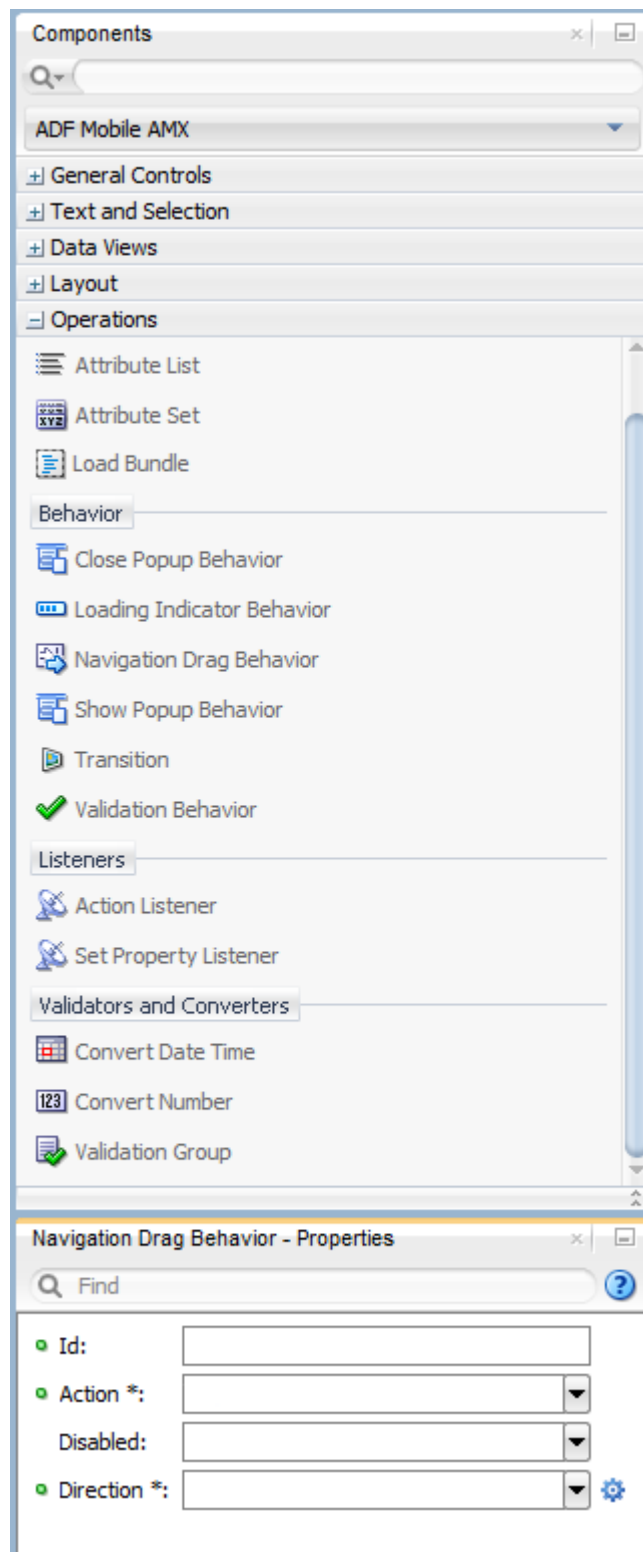 Components
ADF Mobile AMX
General Controls
Text and Selection
Data Views
Layout
Operations
Attribute List
Attribute Set
Load Bundle
Behavior
Close Popup Behavior
Loading Indicator Behavior
Navigation Drag Behavior
Show Popup Behavior
Transition
Validation Behavior
Listeners
Action Listener
Set Property Listener
Validators and Converters
Convert Date Time
123 Convert Number
Validation Group
Navigation Drag Behavior - Properties
Find
Id:
Action *:
Disabled:
Direction *: